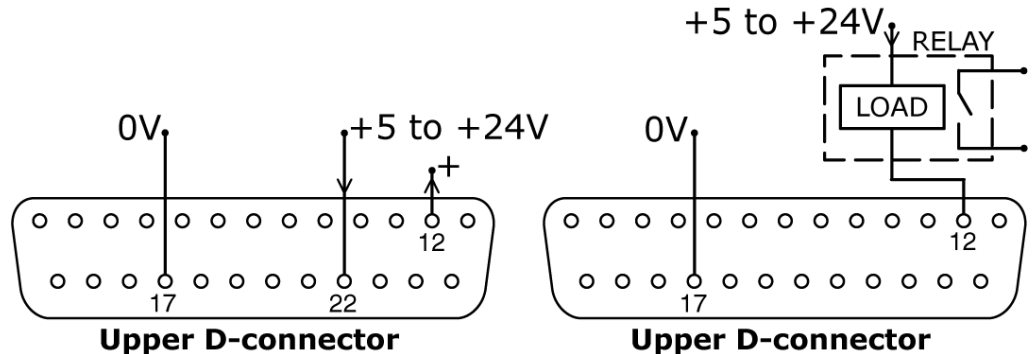 +5 to +24V
RELAY
LOAD
0V
+5 to +24V
+
0V
12
12
17
22
17
Upper D-connector
Upper D-connector